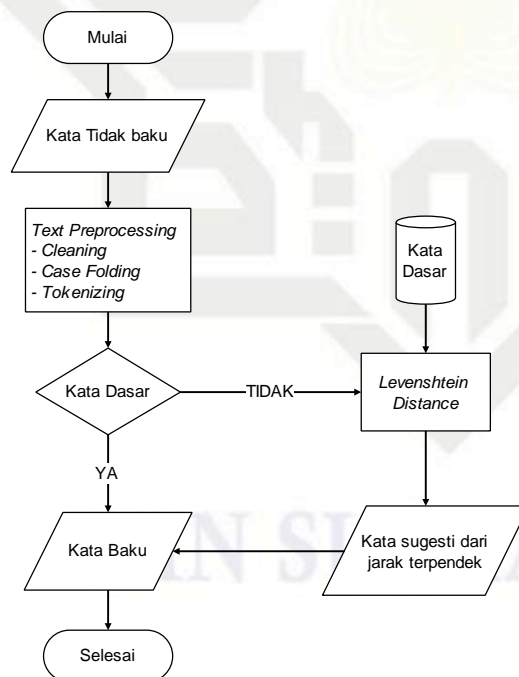 Mulai
Kata Tidak baku
Text Preprocessing
- Cleaning
- Case Folding
- Tokenizing
Kata
Dasar
Kata Dasar
TIDAK
Levenshtein
Distance
YA
Kata Baku
Kata sugesti dari
jarak terpendek
Selesai